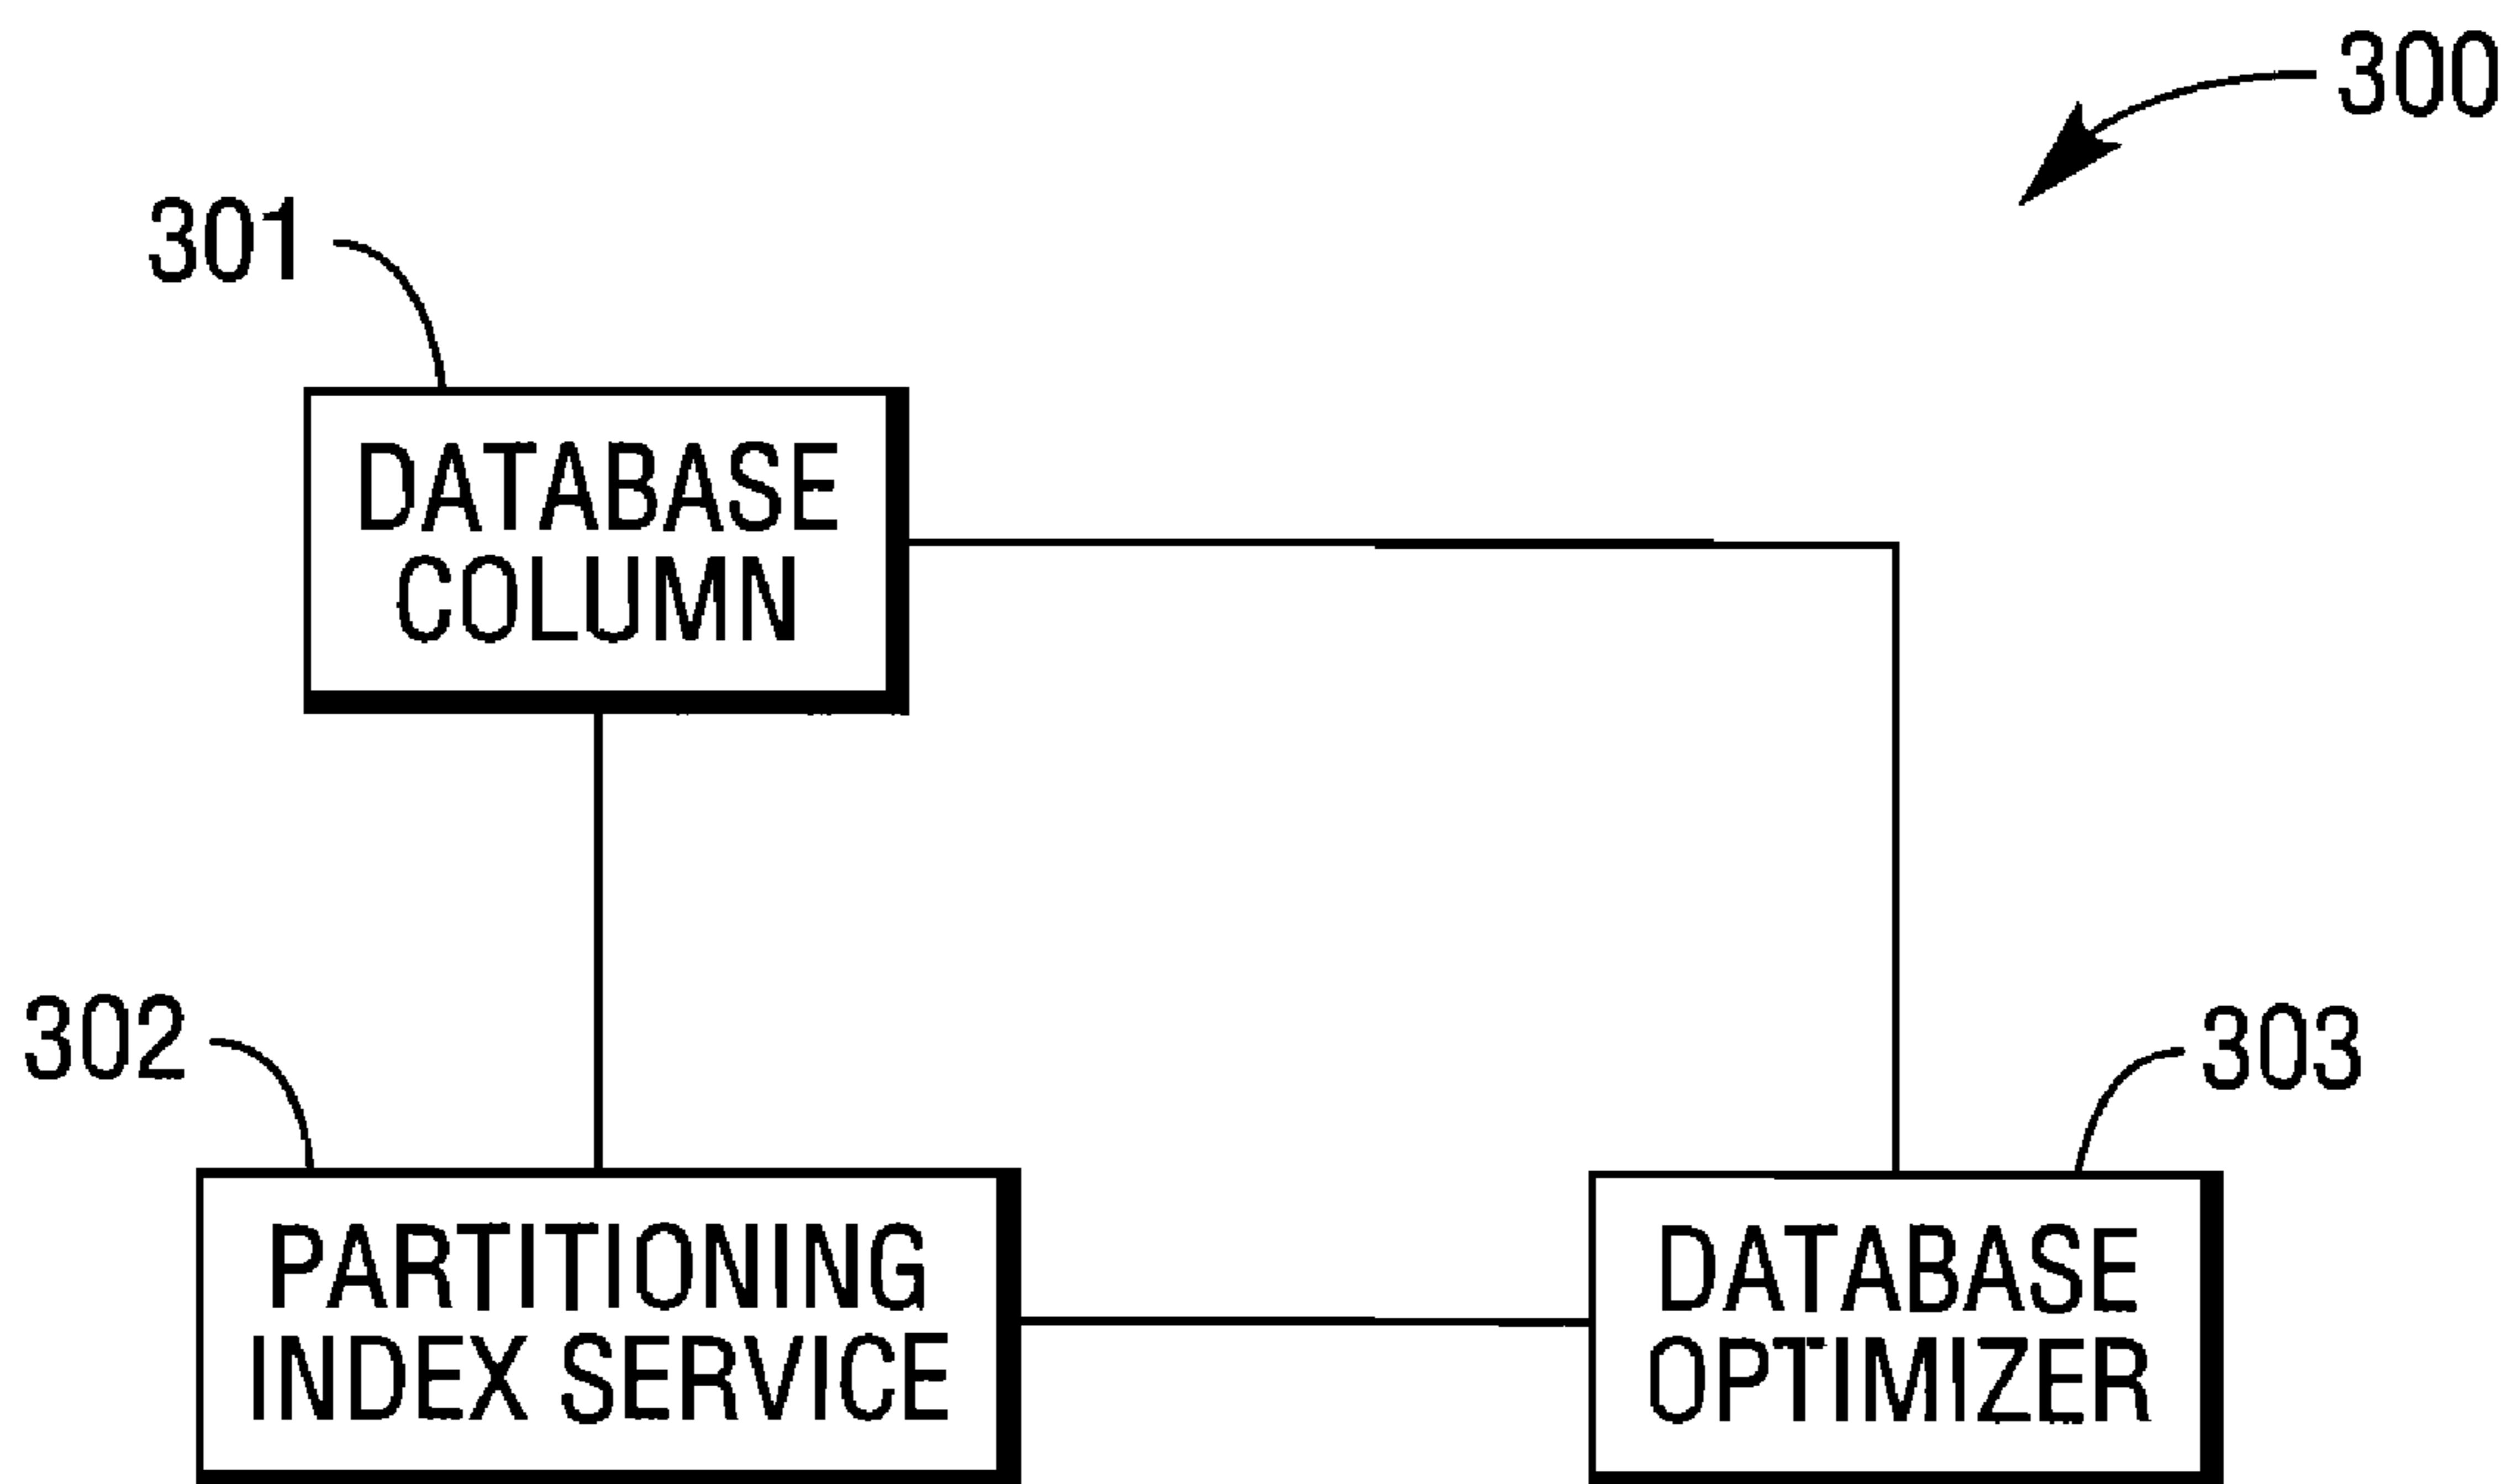 300
301
DATABASE
COLUMN
302
303
PARTITIONING
INDEX SERVICE
DATABASE
OPTIMIZER